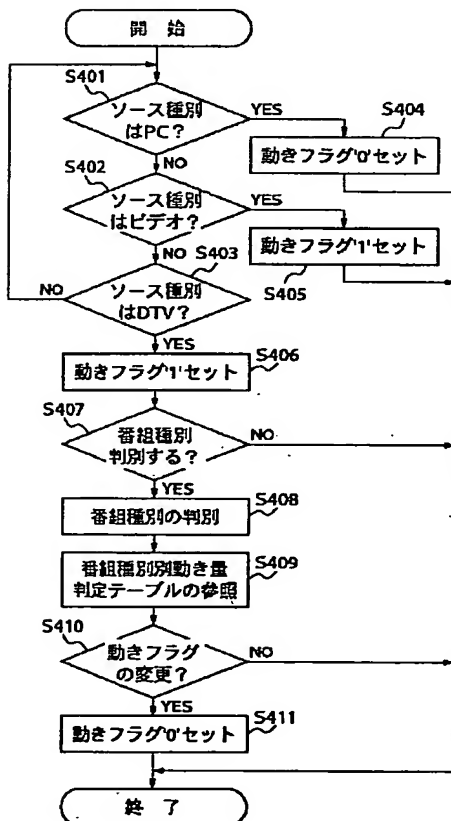 開 始
S401
ソース種別
はPC?
YES
S404
動きフラグ'0'セット
NO
S402
ソース種別
はビデオ?
YES
動きフラグ'1'セット
S405
NO
S403
ソース種別
はDTV?
NO
YES
S406
動きフラグ'1'セット
S407
番組種別
判別する?
NO
YES
S408
番組種別の判別
S409
番組種別別動き量
判定テーブルの参照
S410
動きフラグ
の変更?
NO
YES
S411
動きフラグ'0'セット
終 了